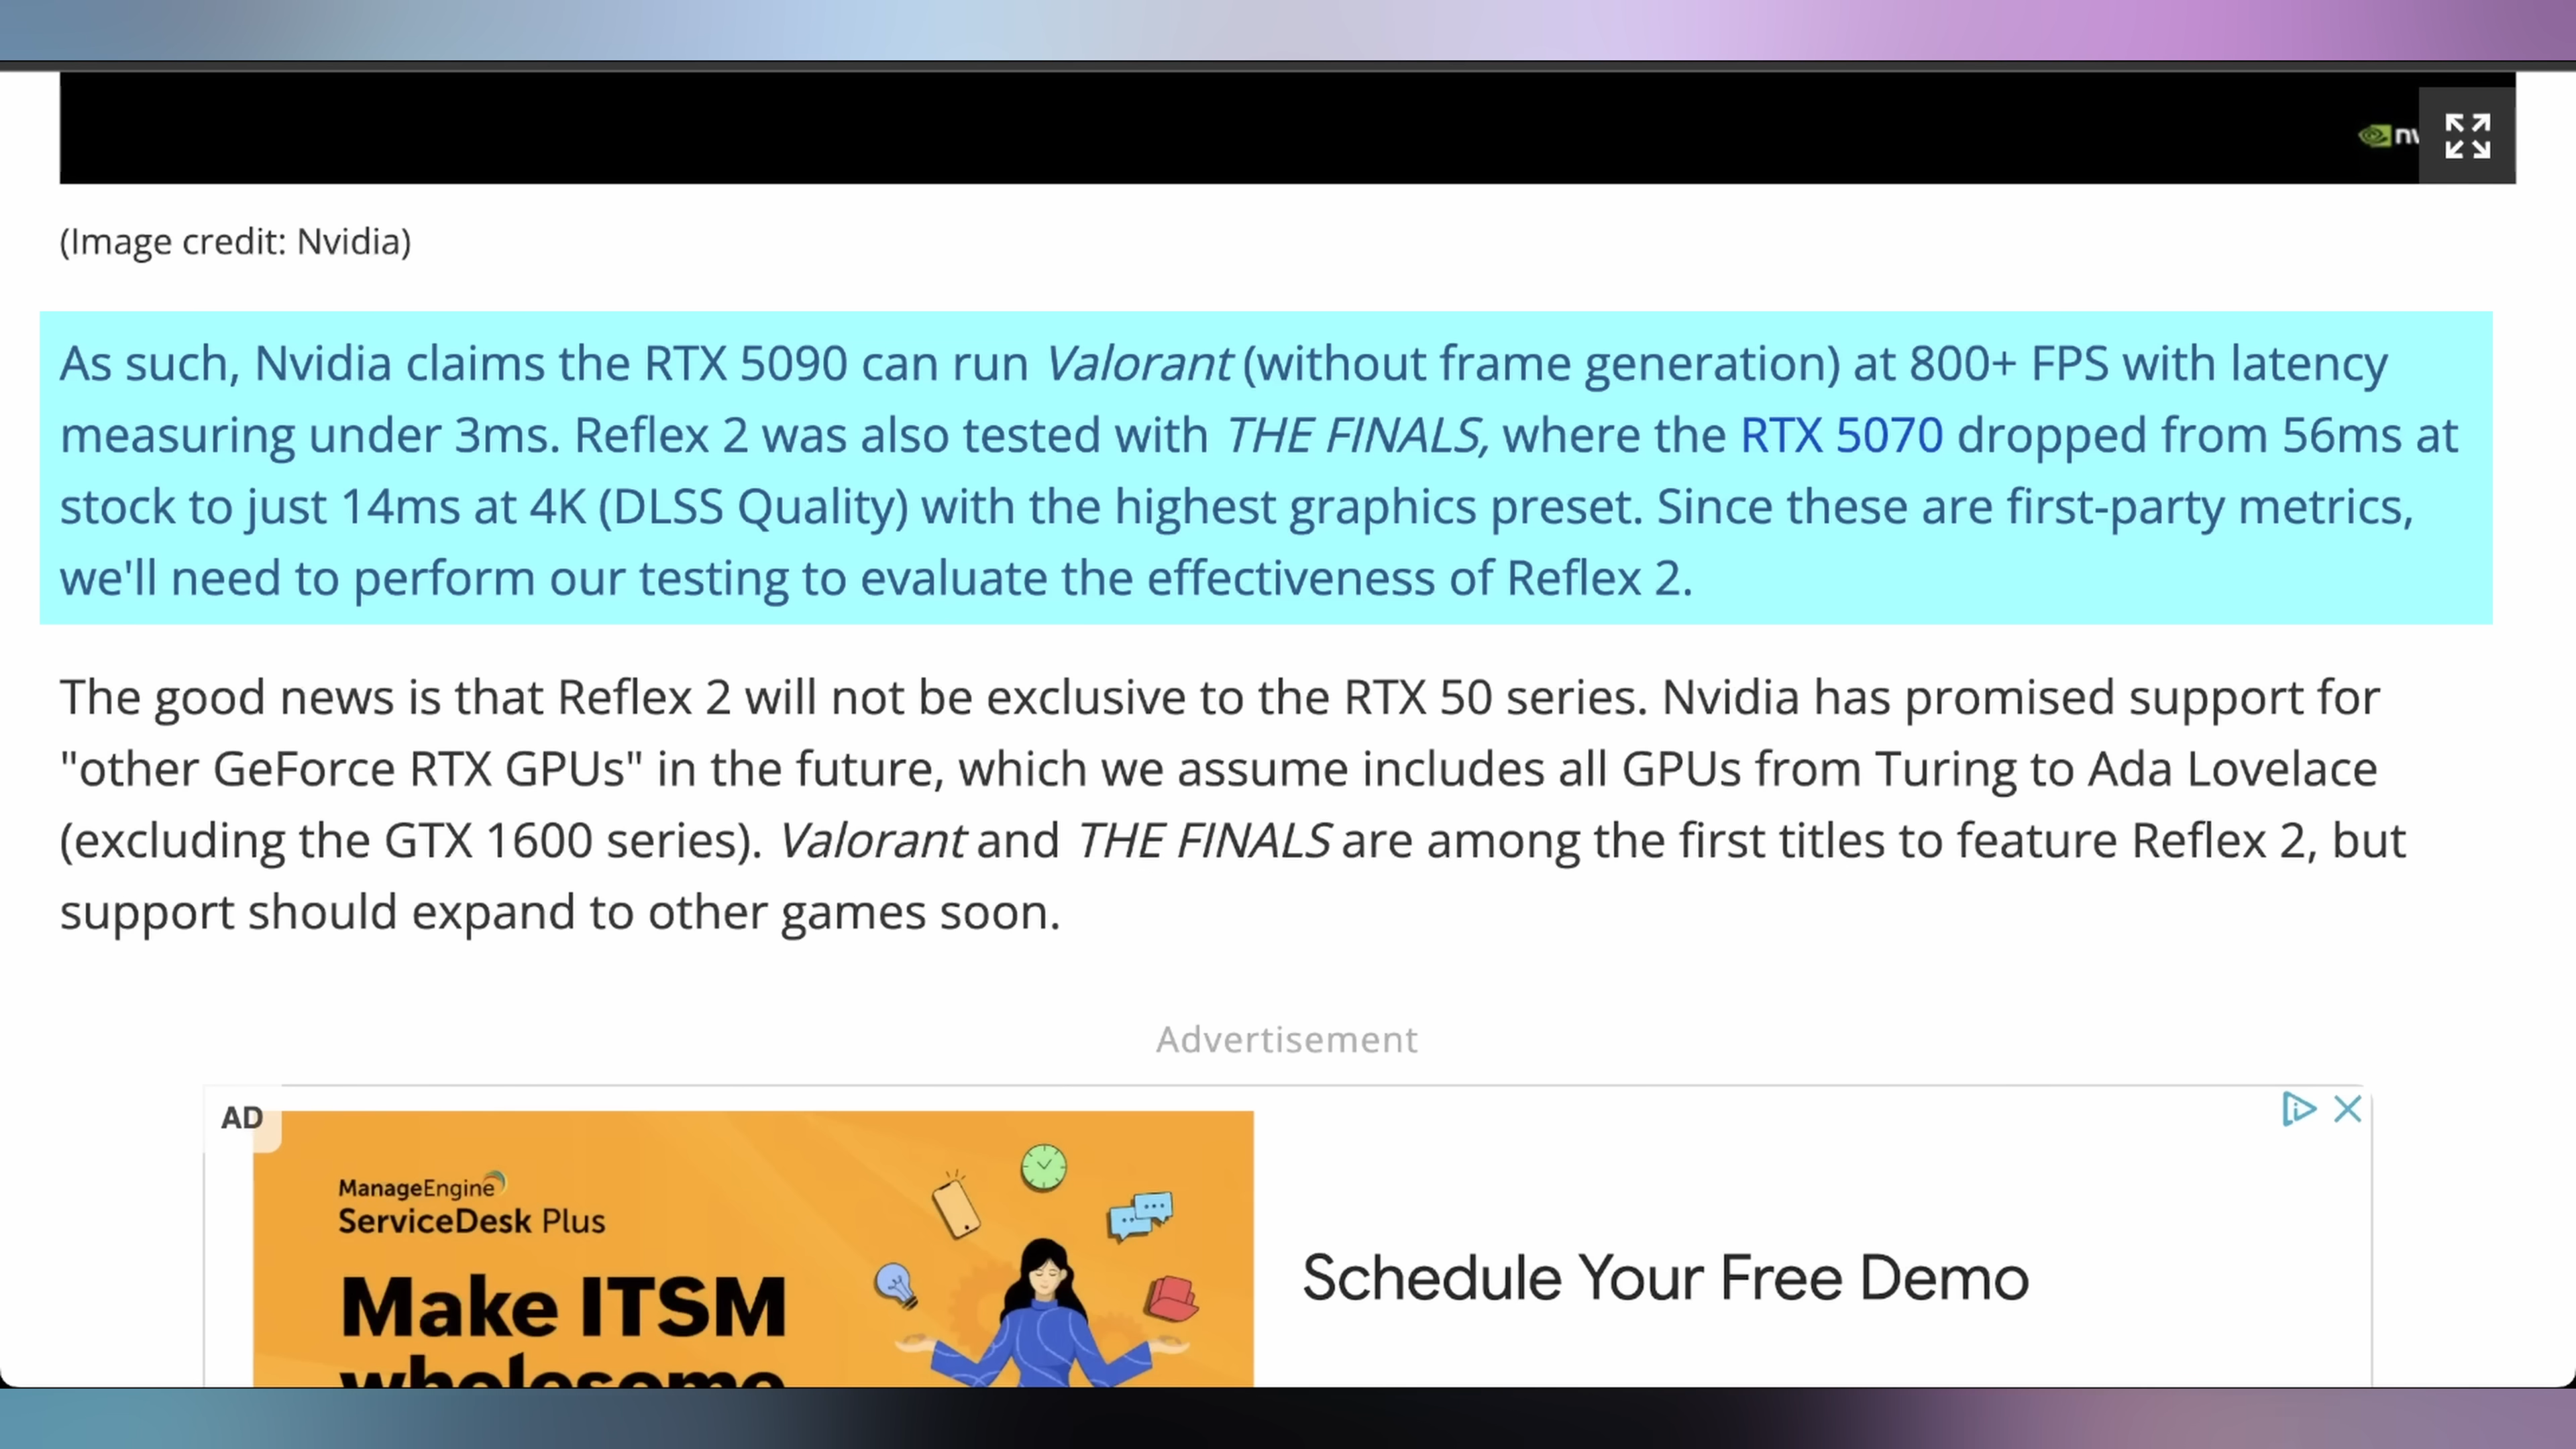 (Image credit: Nvidia)
As such, Nvidia claims the RTX 5090 can run Valorant (without frame generation) at 800+ FPS with latency
measuring under 3ms. Reflex 2 was also tested with THE FINALS, where the RTX 5070 dropped from 56ms at
stock to just 14ms at 4K (DLSS Quality) with the highest graphics preset. Since these are first-party metrics,
we'll need to perform our testing to evaluate the effectiveness of Reflex 2.
The good news is that Reflex 2 will not be exclusive to the RTX 50 series. Nvidia has promised support for
"other GeForce RTX GPUs" in the future, which we assume includes all GPUs from Turing to Ada Lovelace
(excluding the GTX 1600 series). Valorant and THE FINALS are among the first titles to feature Reflex 2, but
support should expand to other games soon.
Advertisement
AD
ManageEngine
ServiceDesk Plus
Make ITSM
wholesome
Schedule Your Free Demo